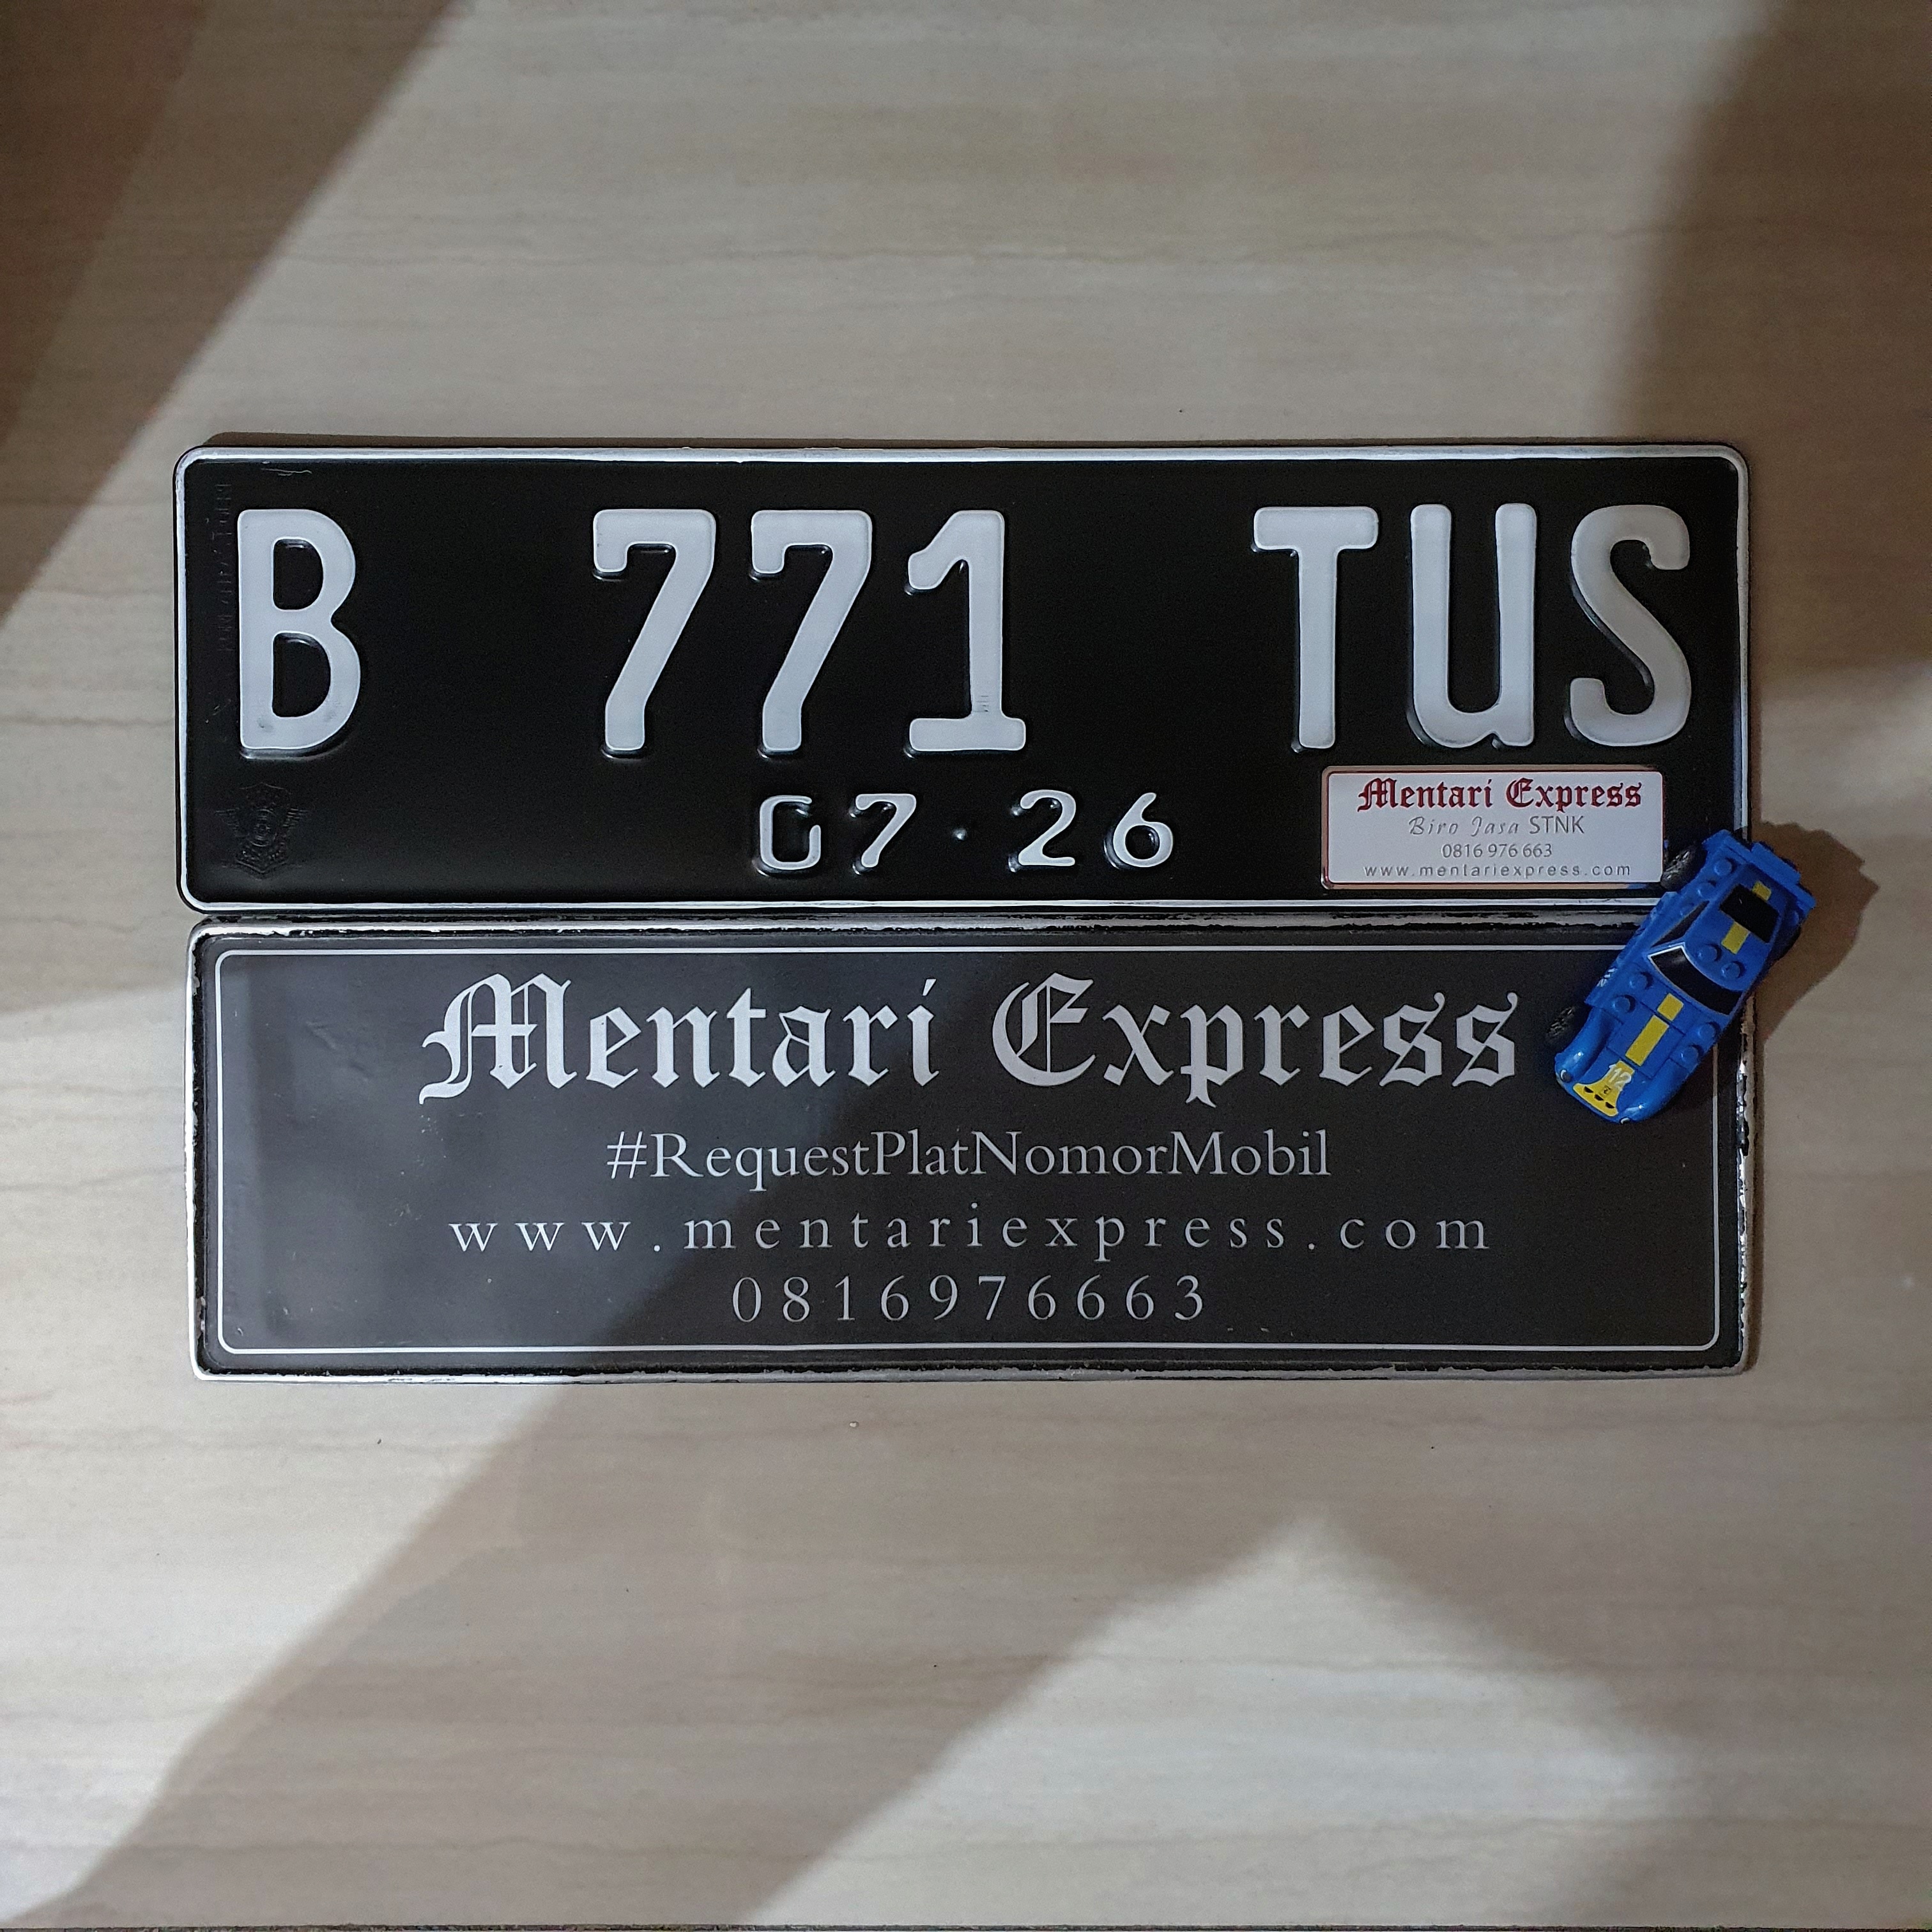 B 771 TUS
07·26
Mentari Express
Biro Jasa STNK
0816 976 663
www.mentariexpress.com
Mentari Express
#RequestPlatNomorMobil
www.mentariexpress.com
0816976663
12